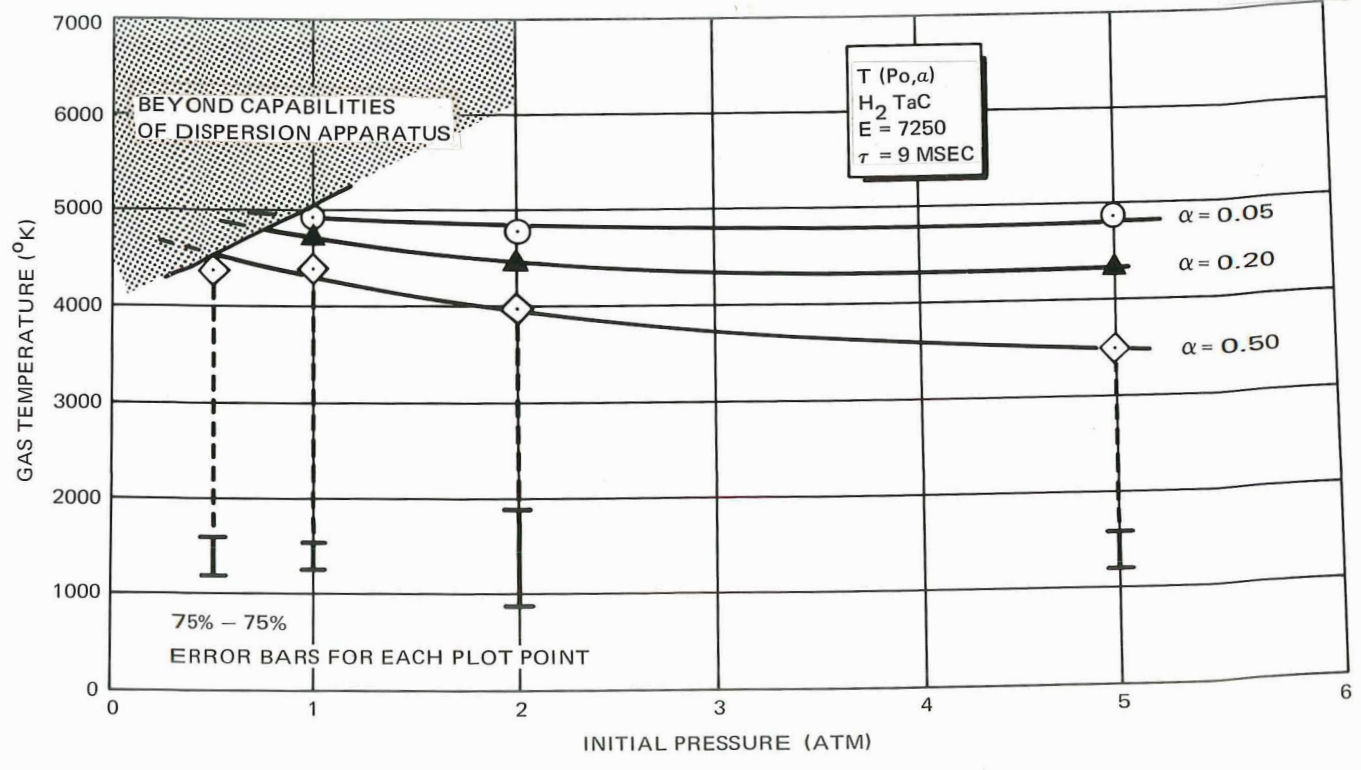 7000
6000
5000
4000
3000
2000
1000
0
GAS TEMPERATURE (°K)
BEYOND CAPABILITIES
OF DISPERSION APPARATUS
T (Po,α)
H2 TaC
E = 7250
τ = 9 MSEC
α = 0.05
α = 0.20
α = 0.50
75% – 75%
ERROR BARS FOR EACH PLOT POINT
0 1 2 3 4 5 6
INITIAL PRESSURE (ATM)